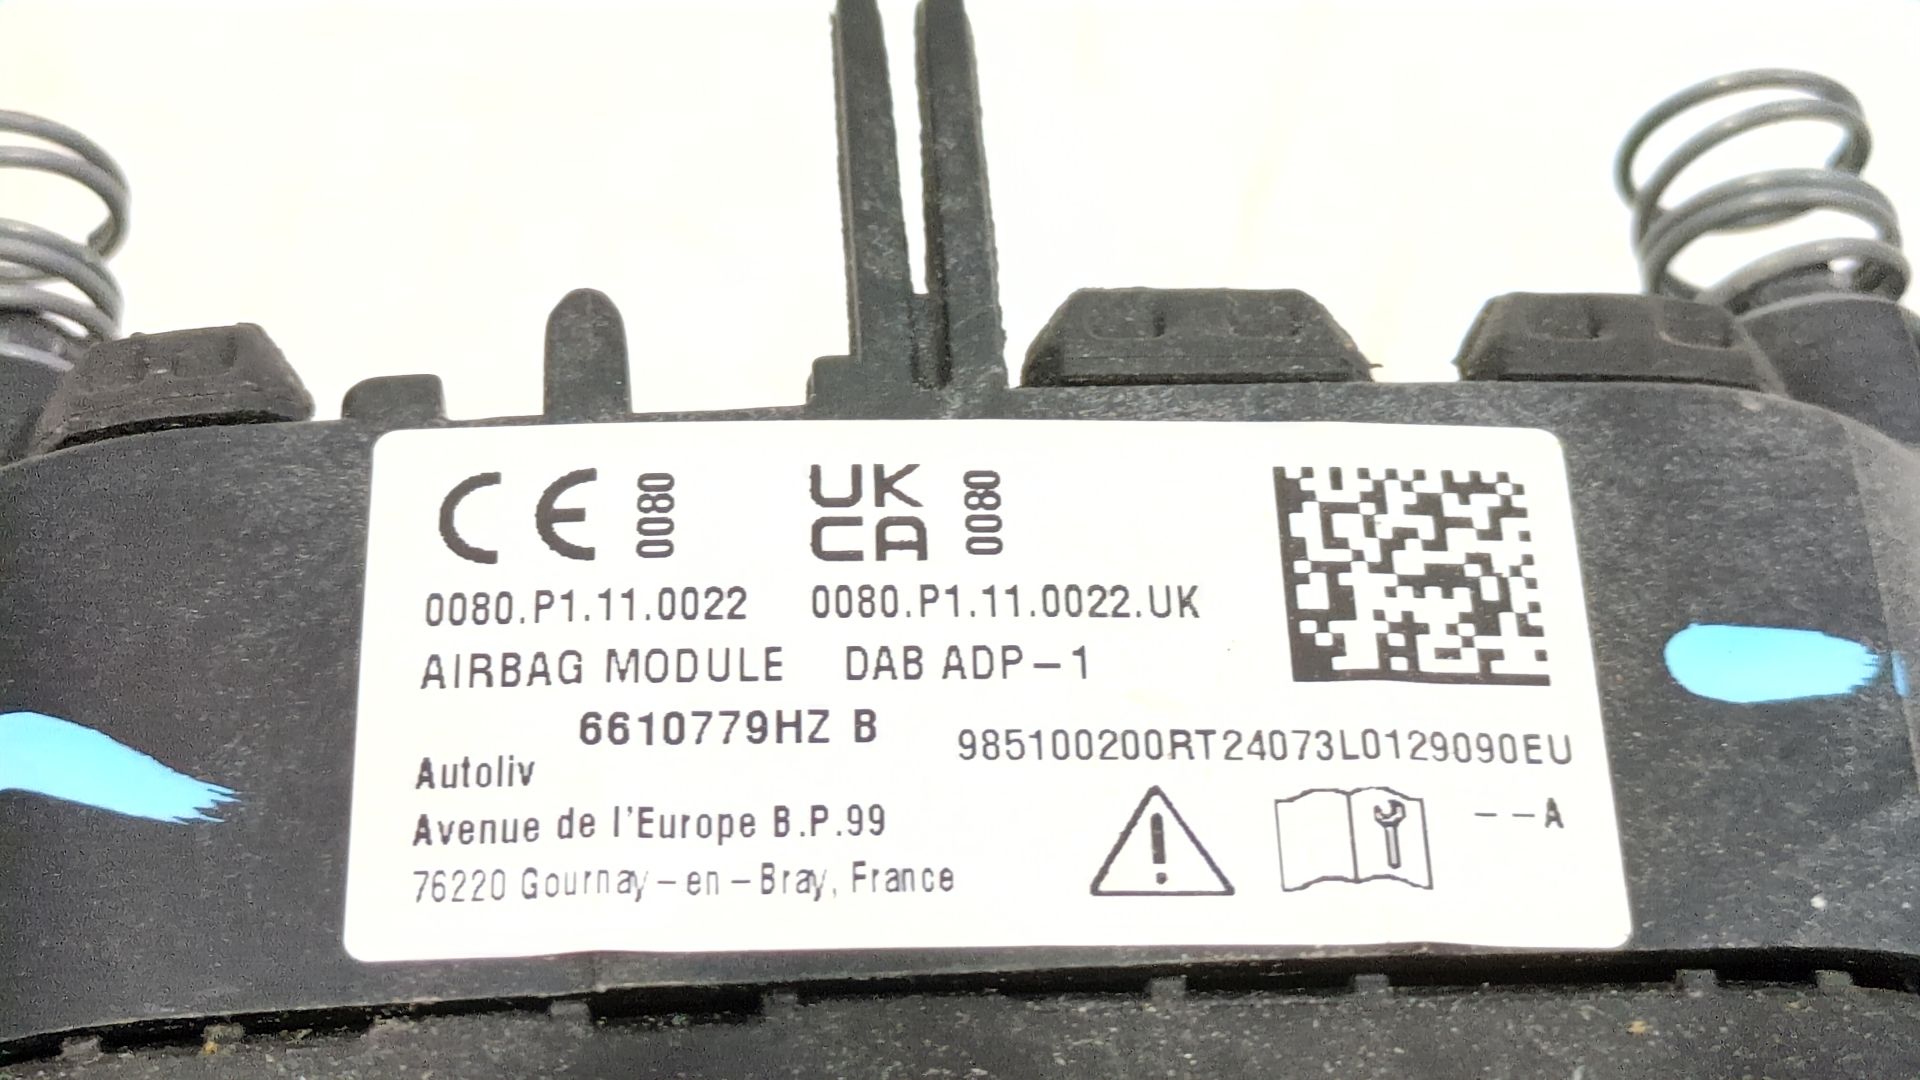 CE 0080 UK CA 0080
0080.P1.11.0022 0080.P1.11.0022.UK
AIRBAG MODULE DAB ADP-1
6610779HZ B
985100200RT24073L0129090EU
Autoliv
Avenue de l'Europe B.P.99
--A
76220 Gournay-en-Bray, France